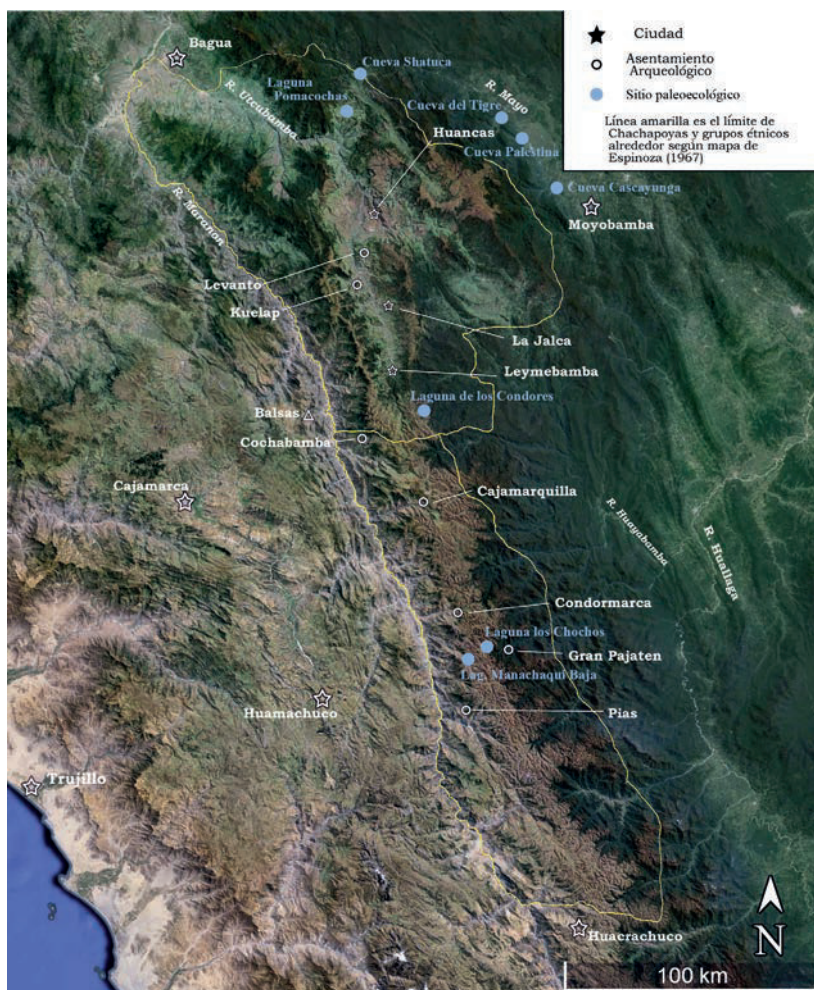 Ciudad
Asentamiento
Arqueológico
Sitio paleoecológico
Línea amarilla es el límite de
Chachapoyas y grupos étnicos
alrededor según mapa de
Espinoza (1967)
Bagua
Cueva Shatuca
R. Utcubamba
Laguna
Pomacochas
R. Mayo
Cueva del Tigre
Huancas
Cueva Palestina
Cueva Cascayunga
Moyobamba
R. Marañon
Levanto
Kuelap
La Jalca
Leymebamba
Laguna de los Condores
Balsas
Cochabamba
Cajamarca
Cajamarquilla
R. Huayabamba
R. Huallaga
Condormarca
Laguna los Chochos
Gran Pajaten
Lag. Manachaqui Baja
Huamachuco
Pias
Trujillo
Huacrachuco
N
100 km